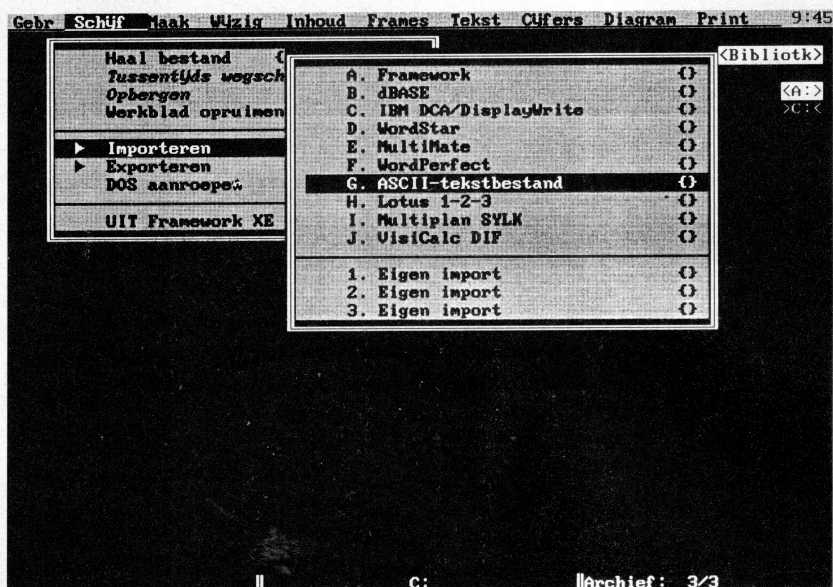 Gebr Schijf Maak Wijzig Inhoud Frames Tekst Cijfers Diagram Print 9:45
<Bibliotk>
<A:>
>C:<
Haal bestand {
Tussentijds wegsch
Opbergen
Werkblad opruimen
► Importeren
► Exporteren
DOS aanroepen
UIT Framework XE
A. Framework {}
B. dBASE {}
C. IBM DCA/DisplayWrite {}
D. WordStar {}
E. MultiMate {}
F. WordPerfect {}
G. ASCII-tekstbestand {}
H. Lotus 1-2-3 {}
I. Multiplan SYLK {}
J. VisiCalc DIF {}
1. Eigen import {}
2. Eigen import {}
3. Eigen import {}
C: Archief: 3/3